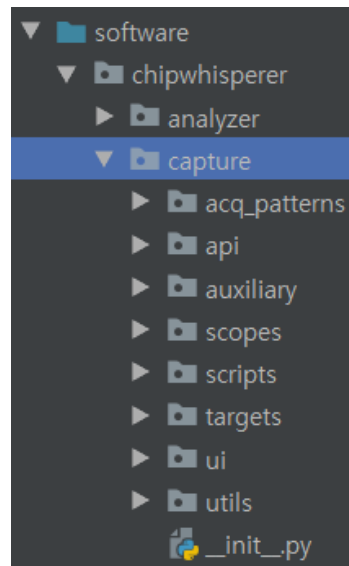 software
chipwhisperer
analyzer
capture
acq_patterns
api
auxiliary
scopes
scripts
targets
ui
utils
__init__.py